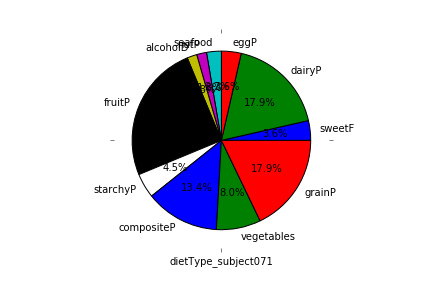 seafood
eggP
alcoholD
dairyP
17.9%
fruitP
sweetF
3.6%
4.5%
starchyP
13.4%
8.0%
17.9%
grainP
compositeP
vegetables
dietType_subject071